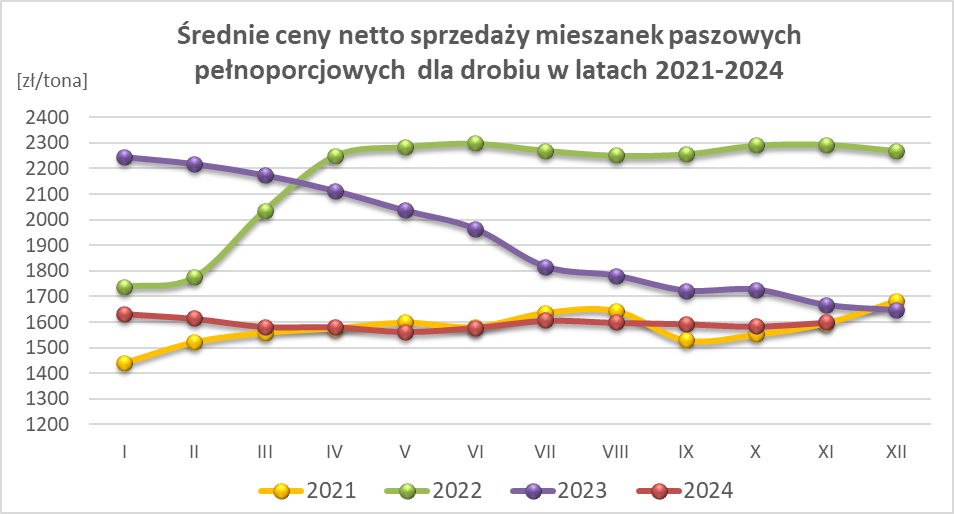 Średnie ceny netto sprzedaży mieszanek paszowych
pełnoporcjowych dla drobiu w latach 2021-2024
[zł/tona]
2400
2300
2200
2100
2000
1900
1800
1700
1600
1500
1400
1300
1200
I II III IV V VI VII VIII IX X XI XII
2021 2022 2023 2024